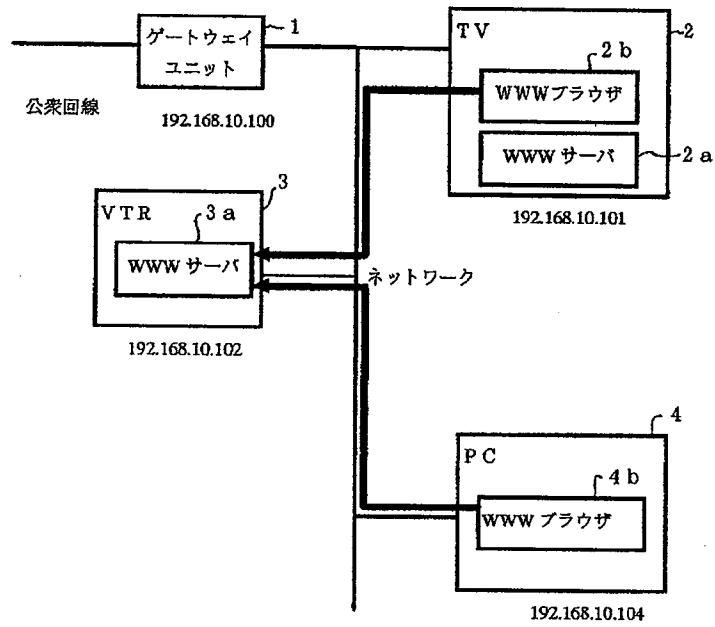 ゲートウェイ
ユニット
1
公衆回線
192.168.10.100
TV
2
2b
WWWブラウザ
WWWサーバ
2a
192.168.10.101
VTR
3
3a
WWWサーバ
192.168.10.102
ネットワーク
PC
4
4b
WWWブラウザ
192.168.10.104